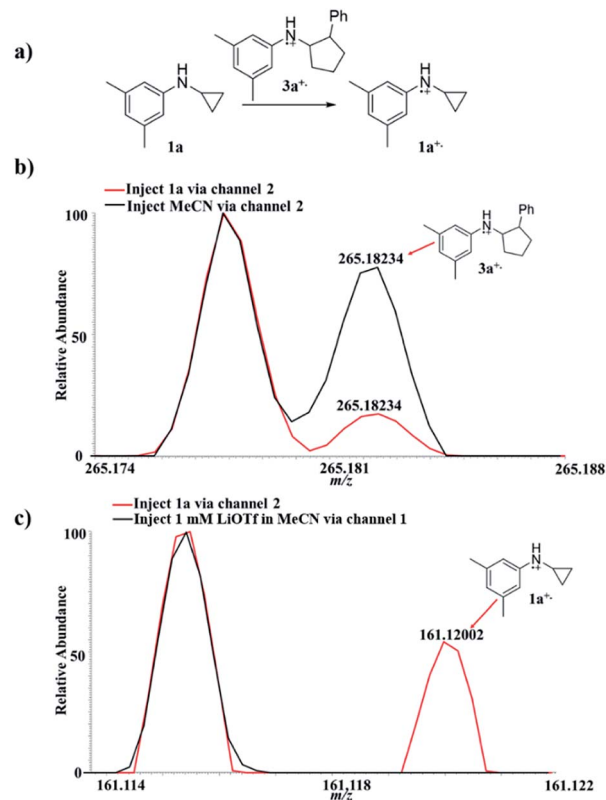 a)
H
N
+.
Ph
3a+.
H
N
1a
H
N
+.
1a+.
b)
Inject 1a via channel 2
Inject MeCN via channel 2
100
50
0
Relative Abundance
265.18234
265.18234
H
N
+.
Ph
3a+.
265.174
265.181
265.188
m/z
c)
Inject 1a via channel 2
Inject 1 mM LiOTf in MeCN via channel 1
100
50
0
Relative Abundance
161.12002
H
N
+.
1a+.
161.114
161.118
161.122
m/z